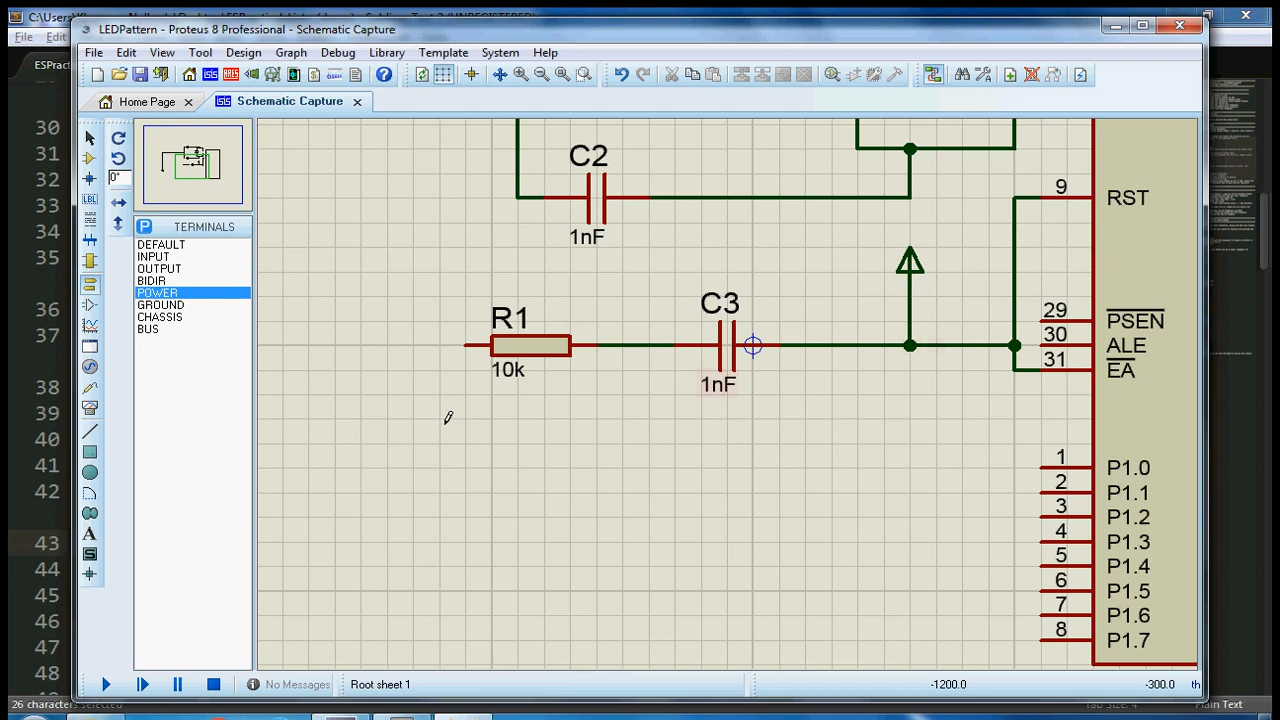 C:\Users\
LEDPattern - Proteus 8 Professional - Schematic Capture
File Edit
File Edit View Tool Design Graph Debug Library Template System Help
ESPract
Home Page Schematic Capture
30
31
32
33
34
35
36
37
38
39
40
41
42
43
44
45
46
47
48
0°
P TERMINALS
DEFAULT
INPUT
OUTPUT
BIDIR
POWER
GROUND
CHASSIS
BUS
C2
1nF
R1
10k
C3
1nF
9 RST
29 PSEN
30 ALE
31 EA
1 P1.0
2 P1.1
3 P1.2
4 P1.3
5 P1.4
6 P1.5
7 P1.6
8 P1.7
No Messages Root sheet 1 -1200.0 -300.0 th
26 characters selected Tab Size: 4 Plain Text